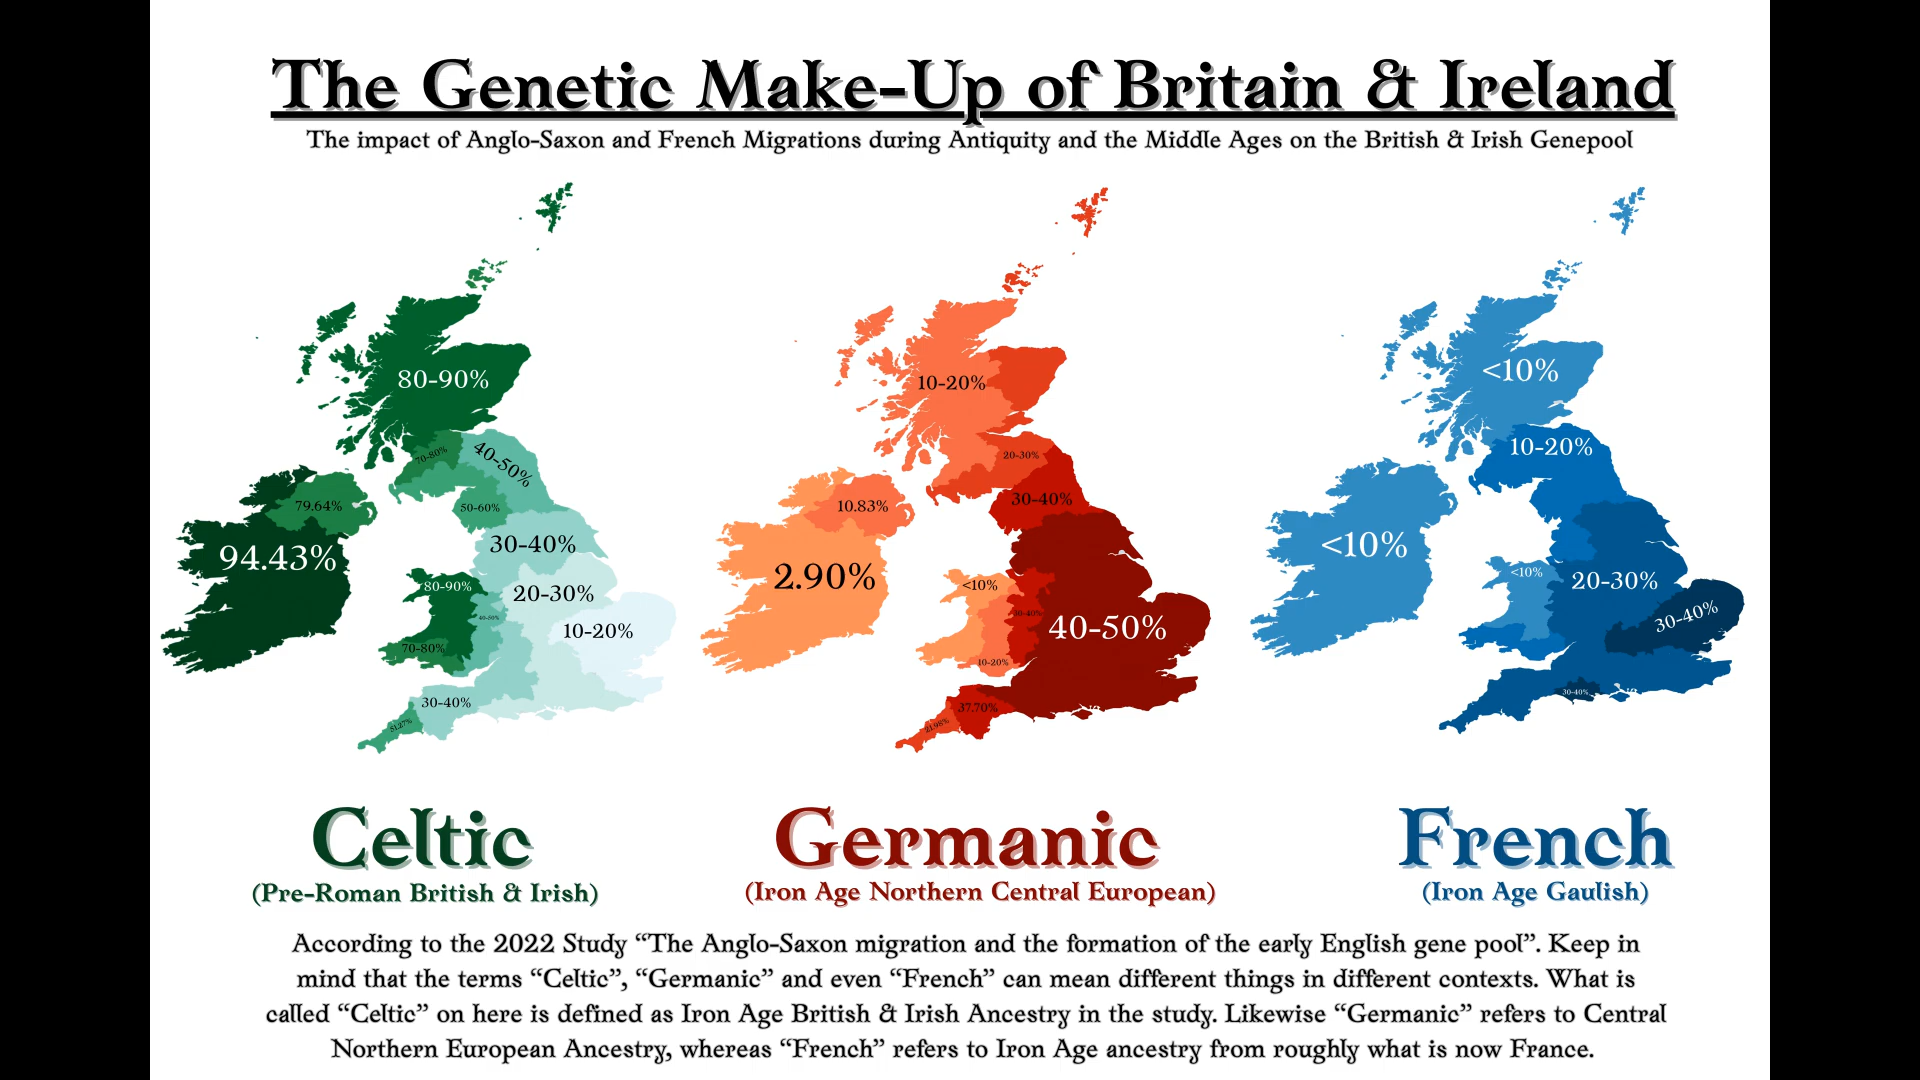 The Genetic Make-Up of Britain & Ireland
The impact of Anglo-Saxon and French Migrations during Antiquity and the Middle Ages on the British & Irish Genepool
80-90%
70-80%
40-50%
79.64%
50-60%
94.43%
30-40%
80-90%
20-30%
40-50%
10-20%
70-80%
30-40%
51.27%
10-20%
20-30%
10.83%
30-40%
2.90%
<10%
30-40%
40-50%
10-20%
37.70%
21.98%
<10%
10-20%
<10%
<10%
20-30%
30-40%
30-40%
Celtic
(Pre-Roman British & Irish)
Germanic
(Iron Age Northern Central European)
French
(Iron Age Gaulish)
According to the 2022 Study “The Anglo-Saxon migration and the formation of the early English gene pool”. Keep in
mind that the terms “Celtic”, “Germanic” and even “French” can mean different things in different contexts. What is
called “Celtic” on here is defined as Iron Age British & Irish Ancestry in the study. Likewise “Germanic” refers to Central
Northern European Ancestry, whereas “French” refers to Iron Age ancestry from roughly what is now France.